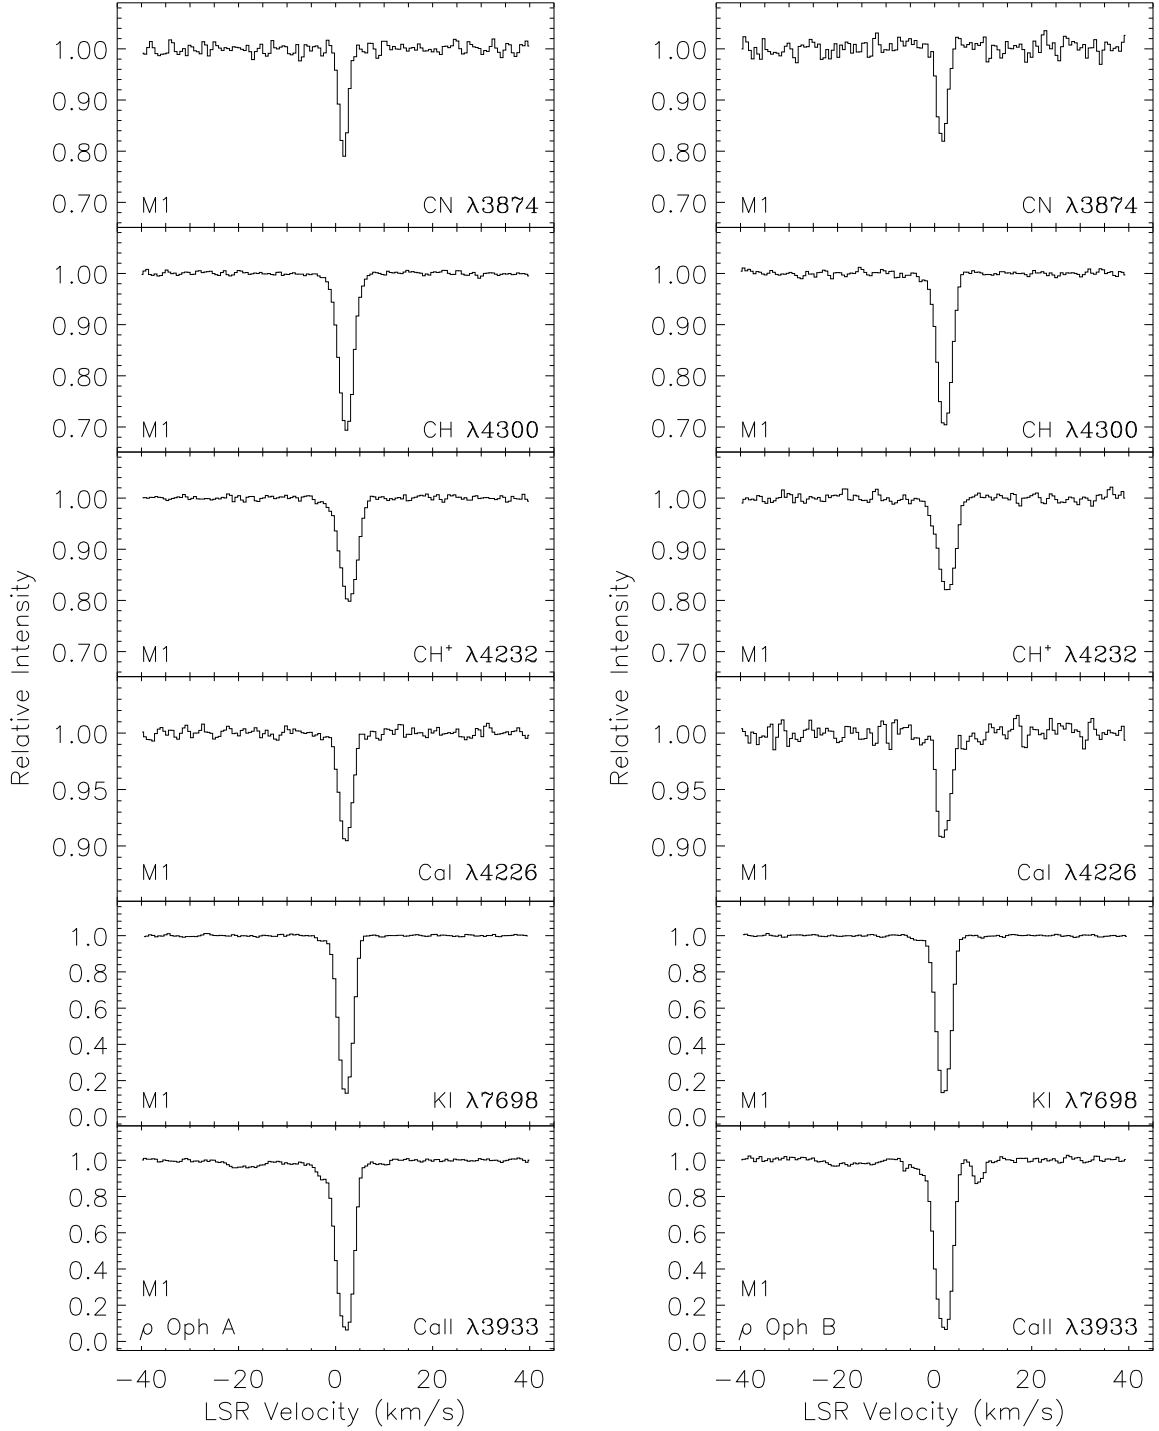 1.00
0.90
0.80
0.70
M1 CN λ3874
1.00
0.90
0.80
0.70
M1 CH λ4300
1.00
0.90
0.80
0.70
M1 CH⁺ λ4232
1.00
0.95
0.90
M1 CaI λ4226
1.0
0.8
0.6
0.4
0.2
0.0
M1 KI λ7698
1.0
0.8
0.6
0.4
0.2
0.0
M1
ρ Oph A CaII λ3933
−40 −20 0 20 40
LSR Velocity (km/s)
Relative Intensity
1.00
0.90
0.80
0.70
M1 CN λ3874
1.00
0.90
0.80
0.70
M1 CH λ4300
1.00
0.90
0.80
0.70
M1 CH⁺ λ4232
1.00
0.95
0.90
M1 CaI λ4226
1.0
0.8
0.6
0.4
0.2
0.0
M1 KI λ7698
1.0
0.8
0.6
0.4
0.2
0.0
M1
ρ Oph B CaII λ3933
−40 −20 0 20 40
LSR Velocity (km/s)
Relative Intensity